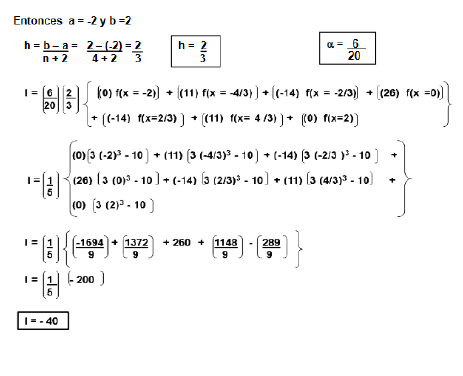 Entonces a = -2 y b =2
h = b – a = 2 – (-2) = 2 h = 2 α = 6
n + 2 4 + 2 3 3 20
I = (6/20) (2/3) { [(0) f(x = -2)] + [(11) f(x = -4/3)] + [(-14) f(x = -2/3)] + [(26) f(x =0)]
+ [(-14) f(x=2/3)] + [(11) f(x= 4 /3)] + [(0) f(x=2)] }
(0) [3 (-2)³ - 10] + (11) [3 (-4/3)³ - 10] + (-14) [3 (-2/3 )³ - 10] +
I = (1/5) { (26) [3 (0)³ - 10] + (-14) [3 (2/3)³ - 10] + (11) [3 (4/3)³ - 10] + }
(0) [3 (2)³ - 10]
I = (1/5) { (-1694/9) + (1372/9) + 260 + (1148/9) - (289/9) }
I = (1/5) (- 200 )
I = - 40